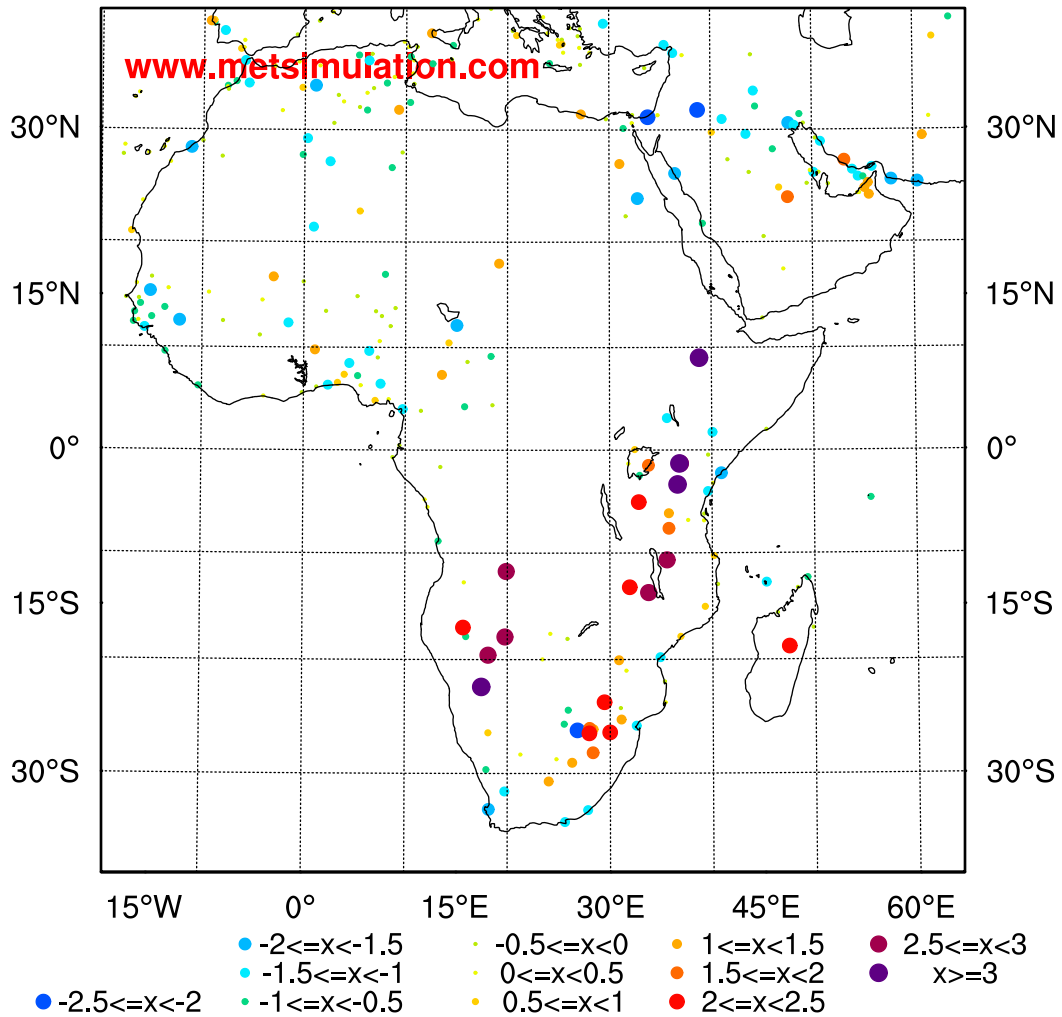 www.metsimulation.com
30°N 30°N
15°N 15°N
0° 0°
15°S 15°S
30°S 30°S
15°W 0° 15°E 30°E 45°E 60°E
-2<=x<-1.5 -0.5<=x<0 1<=x<1.5 2.5<=x<3
-1.5<=x<-1 0<=x<0.5 1.5<=x<2 x>=3
-2.5<=x<-2 -1<=x<-0.5 0.5<=x<1 2<=x<2.5